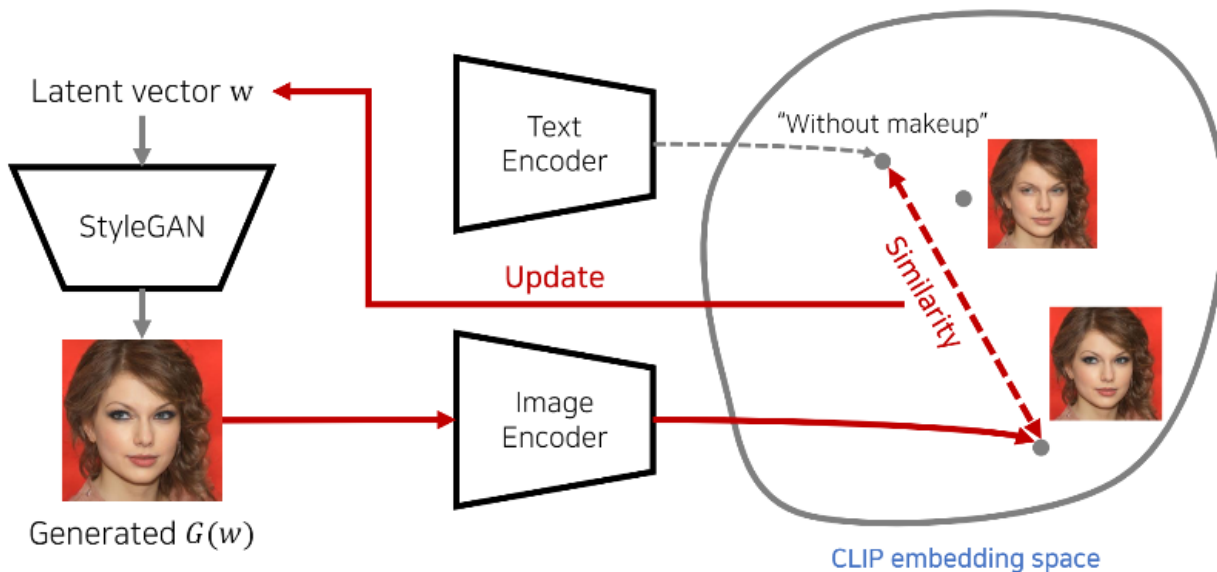 Latent vector w
StyleGAN
Generated G(w)
Text
Encoder
Update
Image
Encoder
"Without makeup"
Similarity
CLIP embedding space